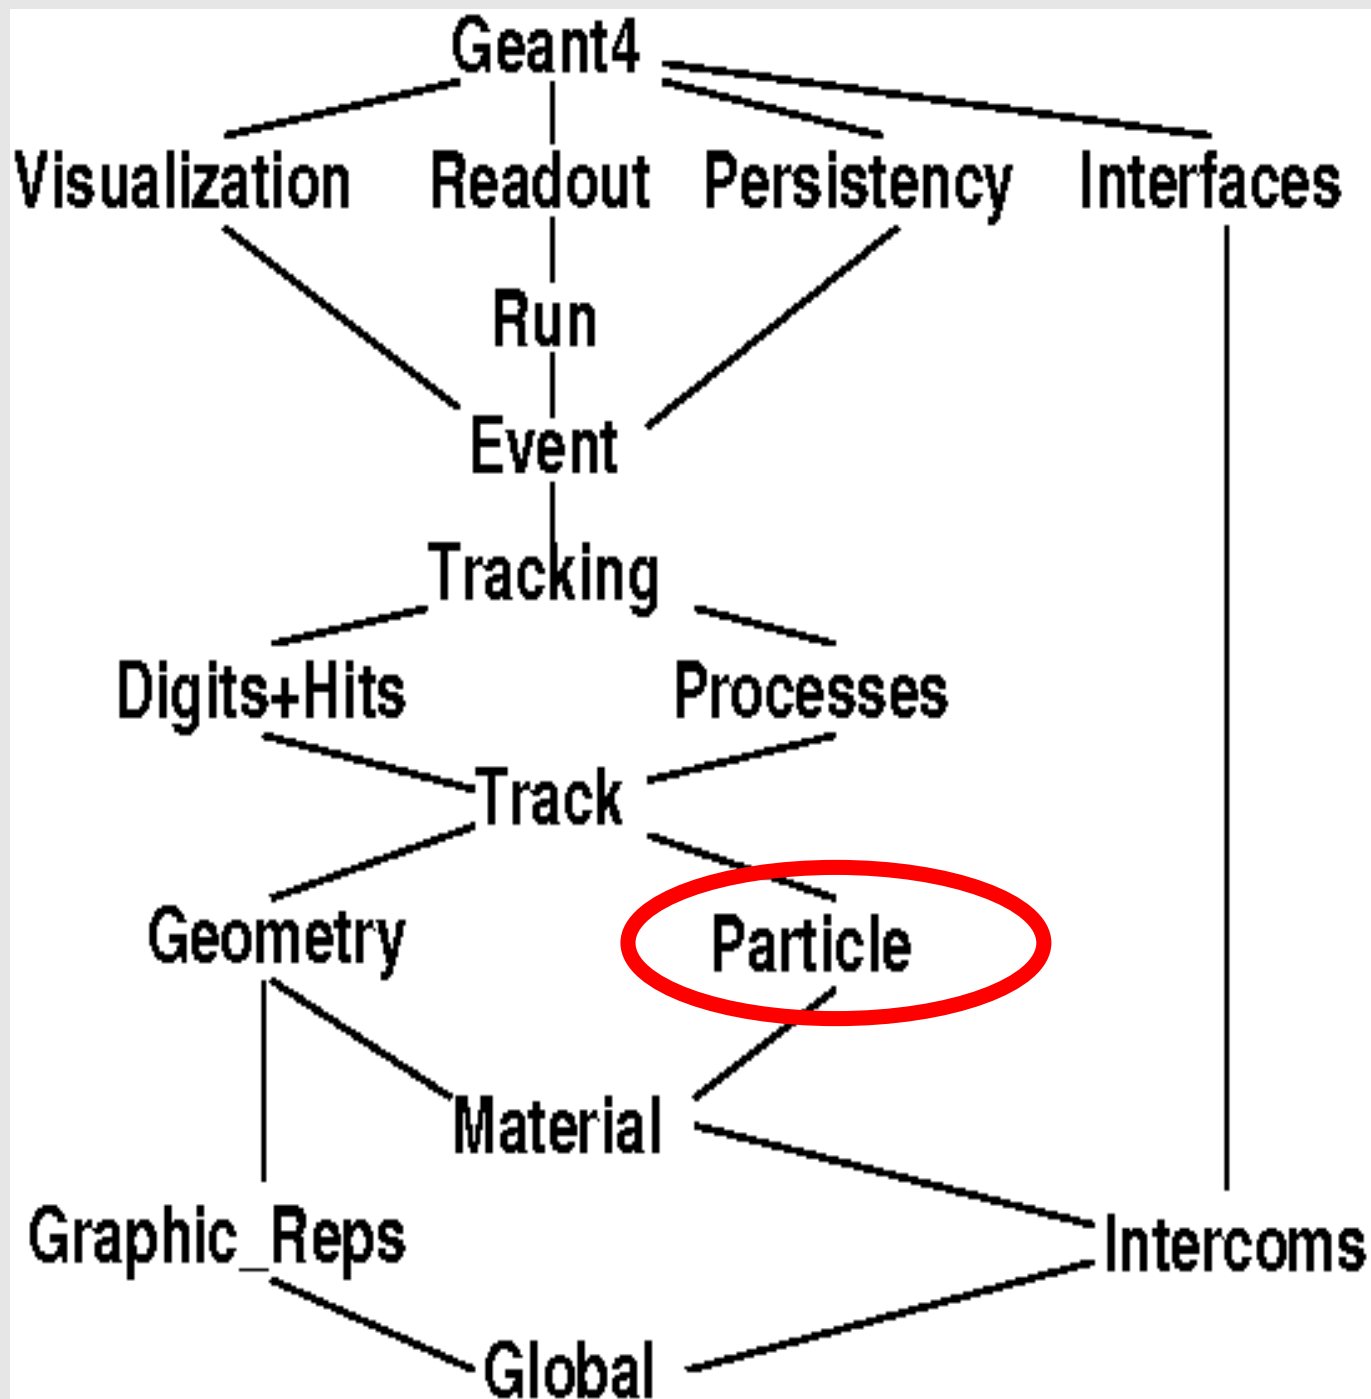 Geant4
Visualization Readout Persistency Interfaces
Run
Event
Tracking
Digits+Hits Processes
Track
Geometry Particle
Material
Graphic_Reps Intercoms
Global